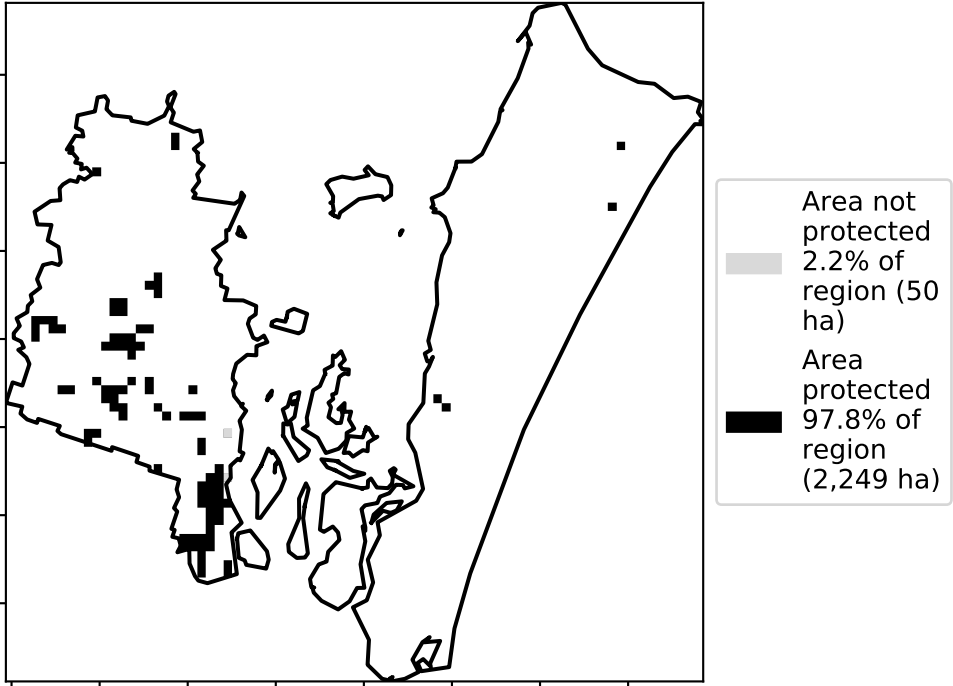 Area not
protected
2.2% of
region (50
ha)
Area
protected
97.8% of
region
(2,249 ha)